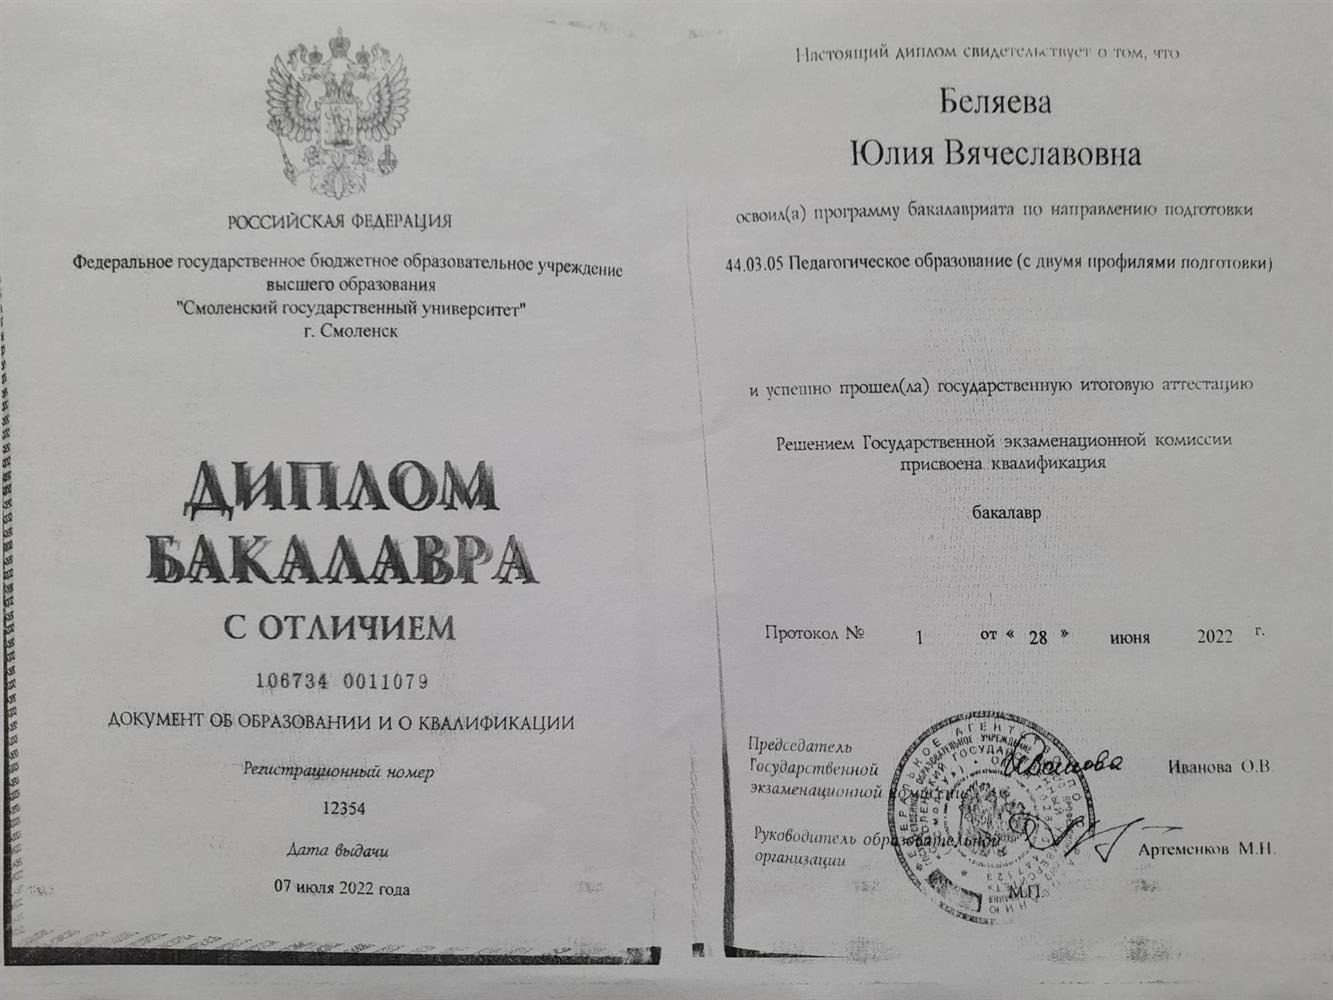 РОССИЙСКАЯ ФЕДЕРАЦИЯ
Федеральное государственное бюджетное образовательное учреждение
высшего образования
"Смоленский государственный университет"
г. Смоленск
ДИПЛОМ
БАКАЛАВРА
С ОТЛИЧИЕМ
106734 0011079
ДОКУМЕНТ ОБ ОБРАЗОВАНИИ И О КВАЛИФИКАЦИИ
Регистрационный номер
12354
Дата выдачи
07 июля 2022 года
Настоящий диплом свидетельствует о том, что
Беляева
Юлия Вячеславовна
освоил(а) программу бакалавриата по направлению подготовки
44.03.05 Педагогическое образование (с двумя профилями подготовки)
и успешно прошел(ла) государственную итоговую аттестацию
Решением Государственной экзаменационной комиссии
присвоена квалификация
бакалавр
Протокол № 1 от « 28 » июня 2022 г.
Председатель
Государственной
экзаменационной комиссии
Иванова
Иванова О.В.
Руководитель образовательной
организации
Артеменков М.Н.
М.П.